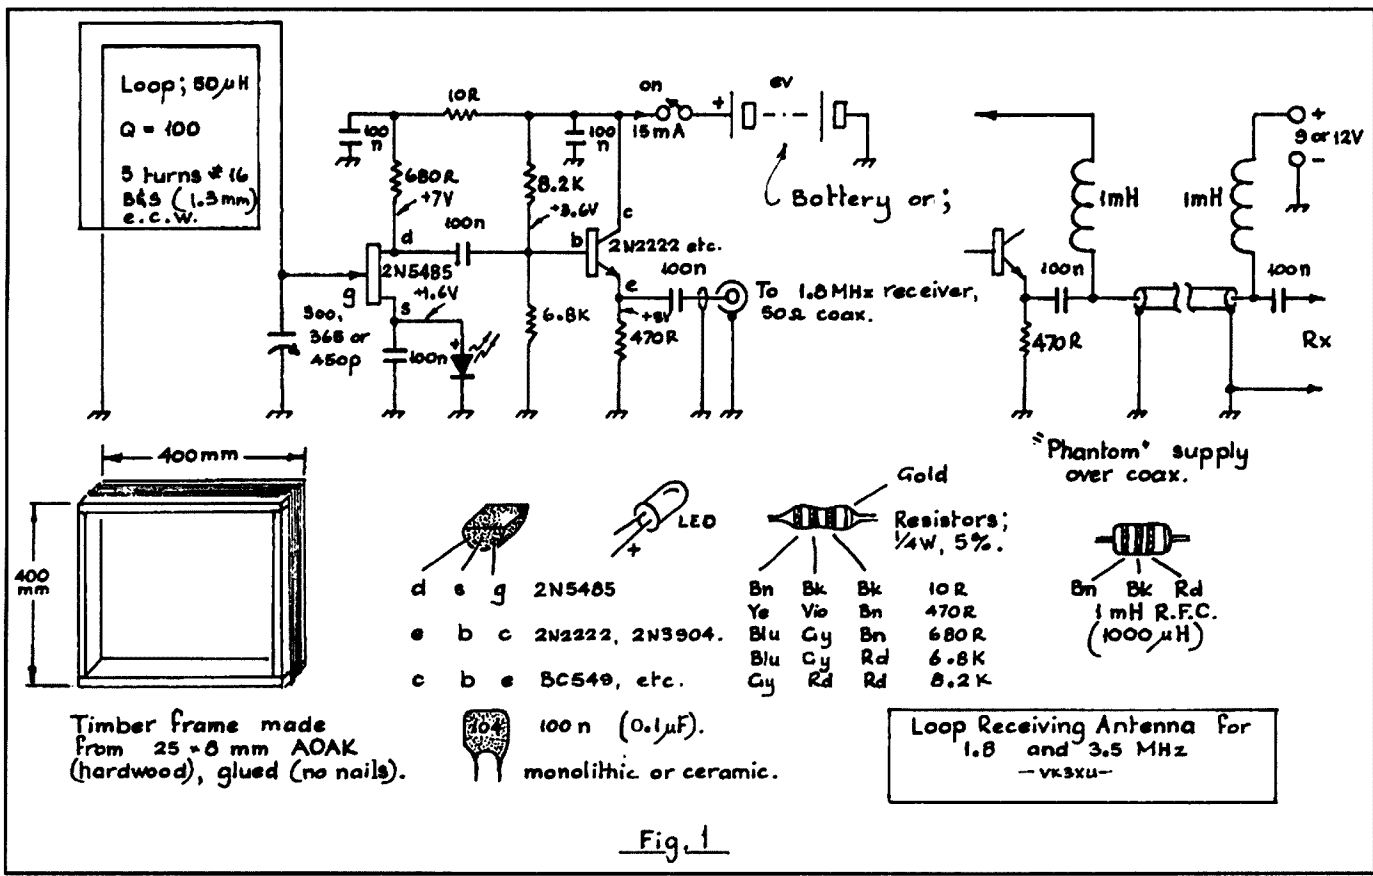 Loop; 50µH
Q = 100
5 turns #16
B&S (1.3mm)
e.c.w.
100
n
10R
680R
+7V
100n
8.2K
+3.6V
100
n
on
15mA
+
Battery or;
d
2N5485
g
s
+1.6V
300,
365 or
450p
100n
+
6.8K
b
c
2N2222 etc.
e
+3V
470R
100n
To 1.8MHz receiver,
50Ω coax.
1mH
1mH
+
9 or 12V
-
100n
470R
100n
Rx
"Phantom" supply
over coax.
400mm
400
mm
Timber frame made
from 25 × 8 mm AOAK
(hardwood), glued (no nails).
LED
+
d s g 2N5485
e b c 2N2222, 2N3904.
c b e BC549, etc.
104
100n (0.1µF).
monolithic or ceramic.
Gold
Resistors;
¼W, 5%.
Bn Bk Bk 10R
Ye Vio Bn 470R
Blu Gy Bn 680R
Blu Gy Rd 6.8K
Gy Rd Rd 8.2K
Bn Bk Rd
1mH R.F.C.
(1000µH)
Loop Receiving Antenna for
1.8 and 3.5 MHz
-VK3XU-
Fig. 1